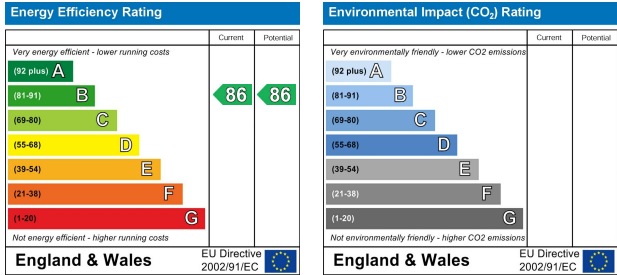 Energy Efficiency Rating
Current Potential
Very energy efficient - lower running costs
(92 plus) A
(81-91) B 86 86
(69-80) C
(55-68) D
(39-54) E
(21-38) F
(1-20) G
Not energy efficient - higher running costs
England & Wales
EU Directive
2002/91/EC
Environmental Impact (CO2) Rating
Current Potential
Very environmentally friendly - lower CO2 emissions
(92 plus) A
(81-91) B
(69-80) C
(55-68) D
(39-54) E
(21-38) F
(1-20) G
Not environmentally friendly - higher CO2 emissions
England & Wales
EU Directive
2002/91/EC